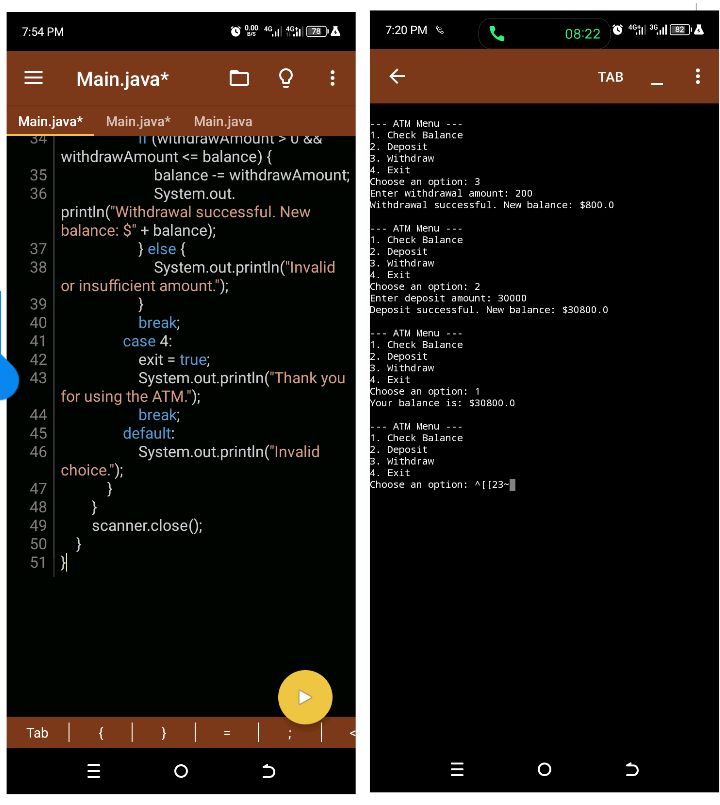 7:54 PM 0.00 B/S 4G 4G 78
Main.java*
Main.java* Main.java* Main.java
34 if (withdrawAmount > 0 &&
withdrawAmount <= balance) {
35 balance -= withdrawAmount;
36 System.out.
println("Withdrawal successful. New
balance: $" + balance);
37 } else {
38 System.out.println("Invalid
or insufficient amount.");
39 }
40 break;
41 case 4:
42 exit = true;
43 System.out.println("Thank you
for using the ATM.");
44 break;
45 default:
46 System.out.println("Invalid
choice.");
47 }
48 }
49 scanner.close();
50 }
51 }
Tab { } = ; <
7:20 PM 08:22 4G 3G 82
TAB _
--- ATM Menu ---
1. Check Balance
2. Deposit
3. Withdraw
4. Exit
Choose an option: 3
Enter withdrawal amount: 200
Withdrawal successful. New balance: $800.0
--- ATM Menu ---
1. Check Balance
2. Deposit
3. Withdraw
4. Exit
Choose an option: 2
Enter deposit amount: 30000
Deposit successful. New balance: $30800.0
--- ATM Menu ---
1. Check Balance
2. Deposit
3. Withdraw
4. Exit
Choose an option: 1
Your balance is: $30800.0
--- ATM Menu ---
1. Check Balance
2. Deposit
3. Withdraw
4. Exit
Choose an option: ^[[23~